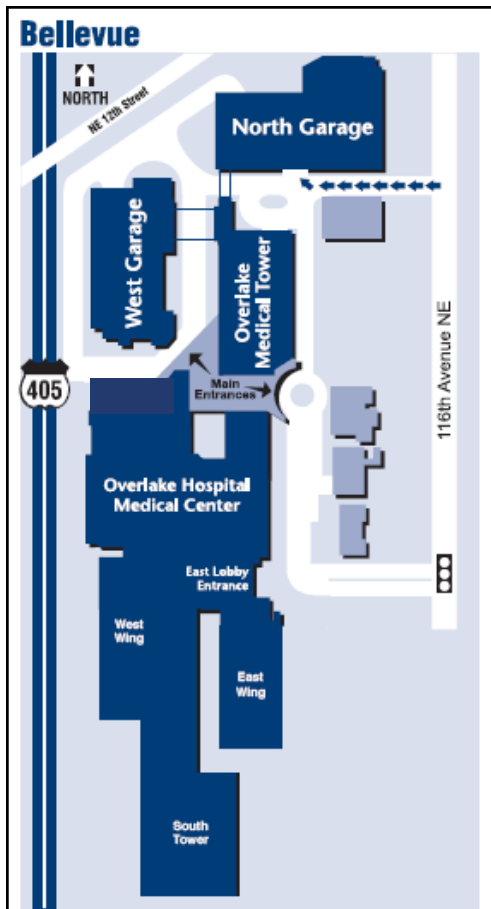 Bellevue
NORTH
NE 12th Street
North Garage
West Garage
Overlake
Medical Tower
116th Avenue NE
405
Main
Entrances
Overlake Hospital
Medical Center
East Lobby
Entrance
West
Wing
East
Wing
South
Tower